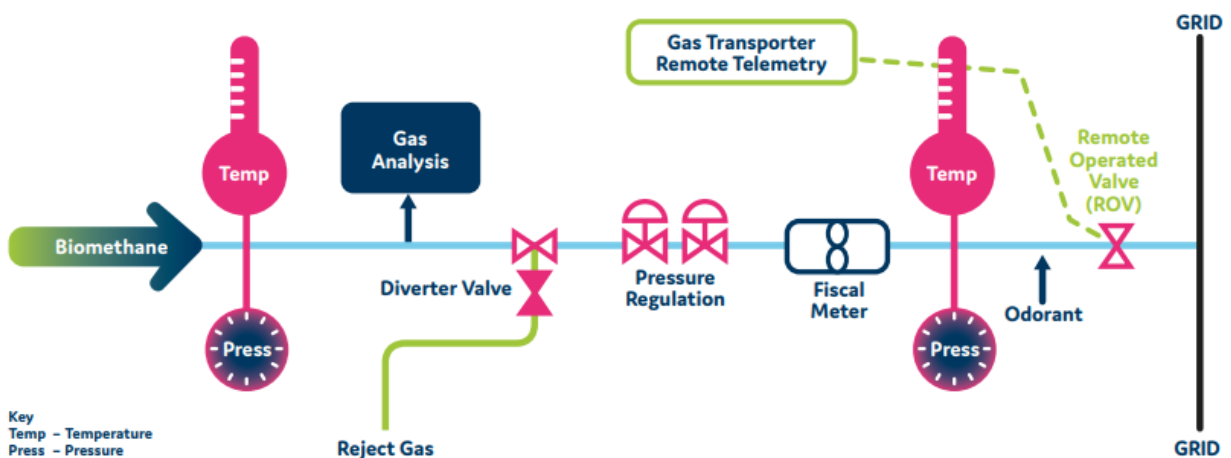 GRID
Gas Transporter
Remote Telemetry
Gas
Analysis
Temp
Temp
Remote
Operated
Valve
(ROV)
Biomethane
Diverter Valve
Pressure
Regulation
Fiscal
Meter
Odorant
Press
Press
Key
Temp – Temperature
Press – Pressure
Reject Gas
GRID